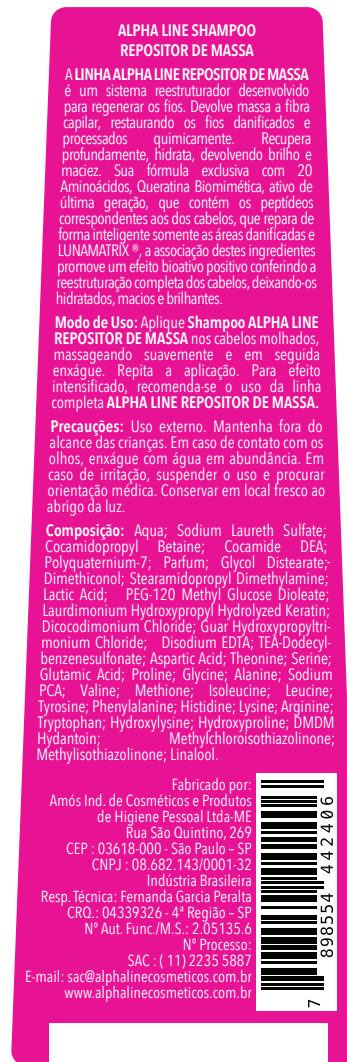 ALPHA LINE SHAMPOO
REPOSITOR DE MASSA
A LINHA ALPHA LINE REPOSITOR DE MASSA
é um sistema reestruturador desenvolvido
para regenerar os fios. Devolve massa a fibra
capilar, restaurando os fios danificados e
processados quimicamente. Recupera
profundamente, hidrata, devolvendo brilho e
maciez. Sua fórmula exclusiva com 20
Aminoácidos, Queratina Biomimética, ativo de
última geração, que contém os peptídeos
correspondentes aos dos cabelos, que repara de
forma inteligente somente as áreas danificadas e
LUNAMATRIX ®, a associação destes ingredientes
promove um efeito bioativo positivo conferindo a
reestruturação completa dos cabelos, deixando-os
hidratados, macios e brilhantes.
Modo de Uso: Aplique Shampoo ALPHA LINE
REPOSITOR DE MASSA nos cabelos molhados,
massageando suavemente e em seguida
enxágue. Repita a aplicação. Para efeito
intensificado, recomenda-se o uso da linha
completa ALPHA LINE REPOSITOR DE MASSA.
Precauções: Uso externo. Mantenha fora do
alcance das crianças. Em caso de contato com os
olhos, enxágue com água em abundância. Em
caso de irritação, suspender o uso e procurar
orientação médica. Conservar em local fresco ao
abrigo da luz.
Composição: Aqua; Sodium Laureth Sulfate;
Cocamidopropyl Betaine; Cocamide DEA;
Polyquaternium-7; Parfum; Glycol Distearate;
Dimethiconol; Stearamidopropyl Dimethylamine;
Lactic Acid; PEG-120 Methyl Glucose Dioleate;
Laurdimonium Hydroxypropyl Hydrolyzed Keratin;
Dicocodimonium Chloride; Guar Hydroxypropyltri-
monium Chloride; Disodium EDTA; TEA-Dodecyl-
benzenesulfonate; Aspartic Acid; Theonine; Serine;
Glutamic Acid; Proline; Glycine; Alanine; Sodium
PCA; Valine; Methione; Isoleucine; Leucine;
Tyrosine; Phenylalanine; Histidine; Lysine; Arginine;
Tryptophan; Hydroxylysine; Hydroxyproline; DMDM
Hydantoin; Methylchloroisothiazolinone;
Methylisothiazolinone; Linalool.
Fabricado por:
Amós Ind. de Cosméticos e Produtos
de Higiene Pessoal Ltda-ME
Rua São Quintino, 269
CEP : 03618-000 - São Paulo – SP
CNPJ : 08.682.143/0001-32
Indústria Brasileira
Resp. Técnica: Fernanda Garcia Peralta
CRQ.: 04339326 - 4ª Região – SP
Nº Aut. Func./M.S.: 2.05135.6
Nº Processo:
SAC : ( 11) 2235 5887
E-mail: sac@alphalinecosmeticos.com.br
www.alphalinecosmeticos.com.br
7 898554 442406